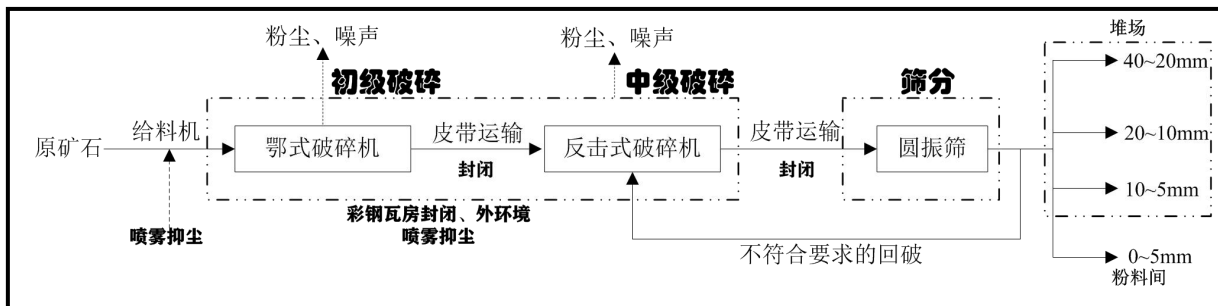 粉尘、噪声
粉尘、噪声
堆场
初级破碎
中级破碎
筛分
40~20mm
原矿石
给料机
鄂式破碎机
皮带运输
封闭
反击式破碎机
皮带运输
封闭
圆振筛
20~10mm
10~5mm
彩钢瓦房封闭、外环境
喷雾抑尘
喷雾抑尘
不符合要求的回破
0~5mm
粉料间